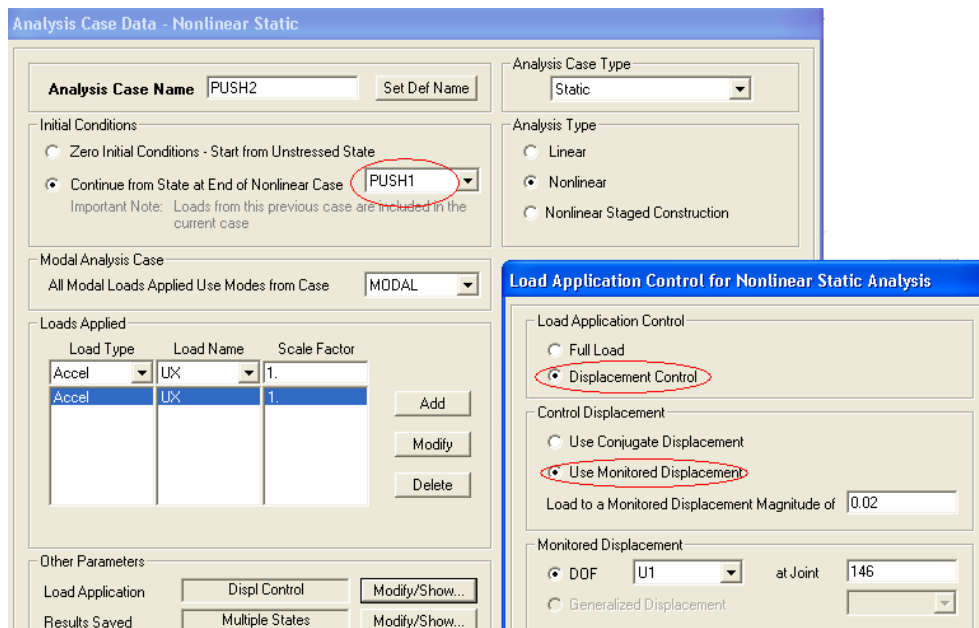 Analysis Case Data - Nonlinear Static
Analysis Case Name PUSH2 Set Def Name
Initial Conditions
Zero Initial Conditions - Start from Unstressed State
Continue from State at End of Nonlinear Case PUSH1
Important Note: Loads from this previous case are included in the
current case
Modal Analysis Case
All Modal Loads Applied Use Modes from Case MODAL
Loads Applied
Load Type Load Name Scale Factor
Accel UX 1.
Accel UX 1.
Add
Modify
Delete
Other Parameters
Load Application Displ Control Modify/Show...
Results Saved Multiple States Modify/Show...
Analysis Case Type
Static
Analysis Type
Linear
Nonlinear
Nonlinear Staged Construction
Load Application Control for Nonlinear Static Analysis
Load Application Control
Full Load
Displacement Control
Control Displacement
Use Conjugate Displacement
Use Monitored Displacement
Load to a Monitored Displacement Magnitude of 0.02
Monitored Displacement
DOF U1 at Joint 146
Generalized Displacement